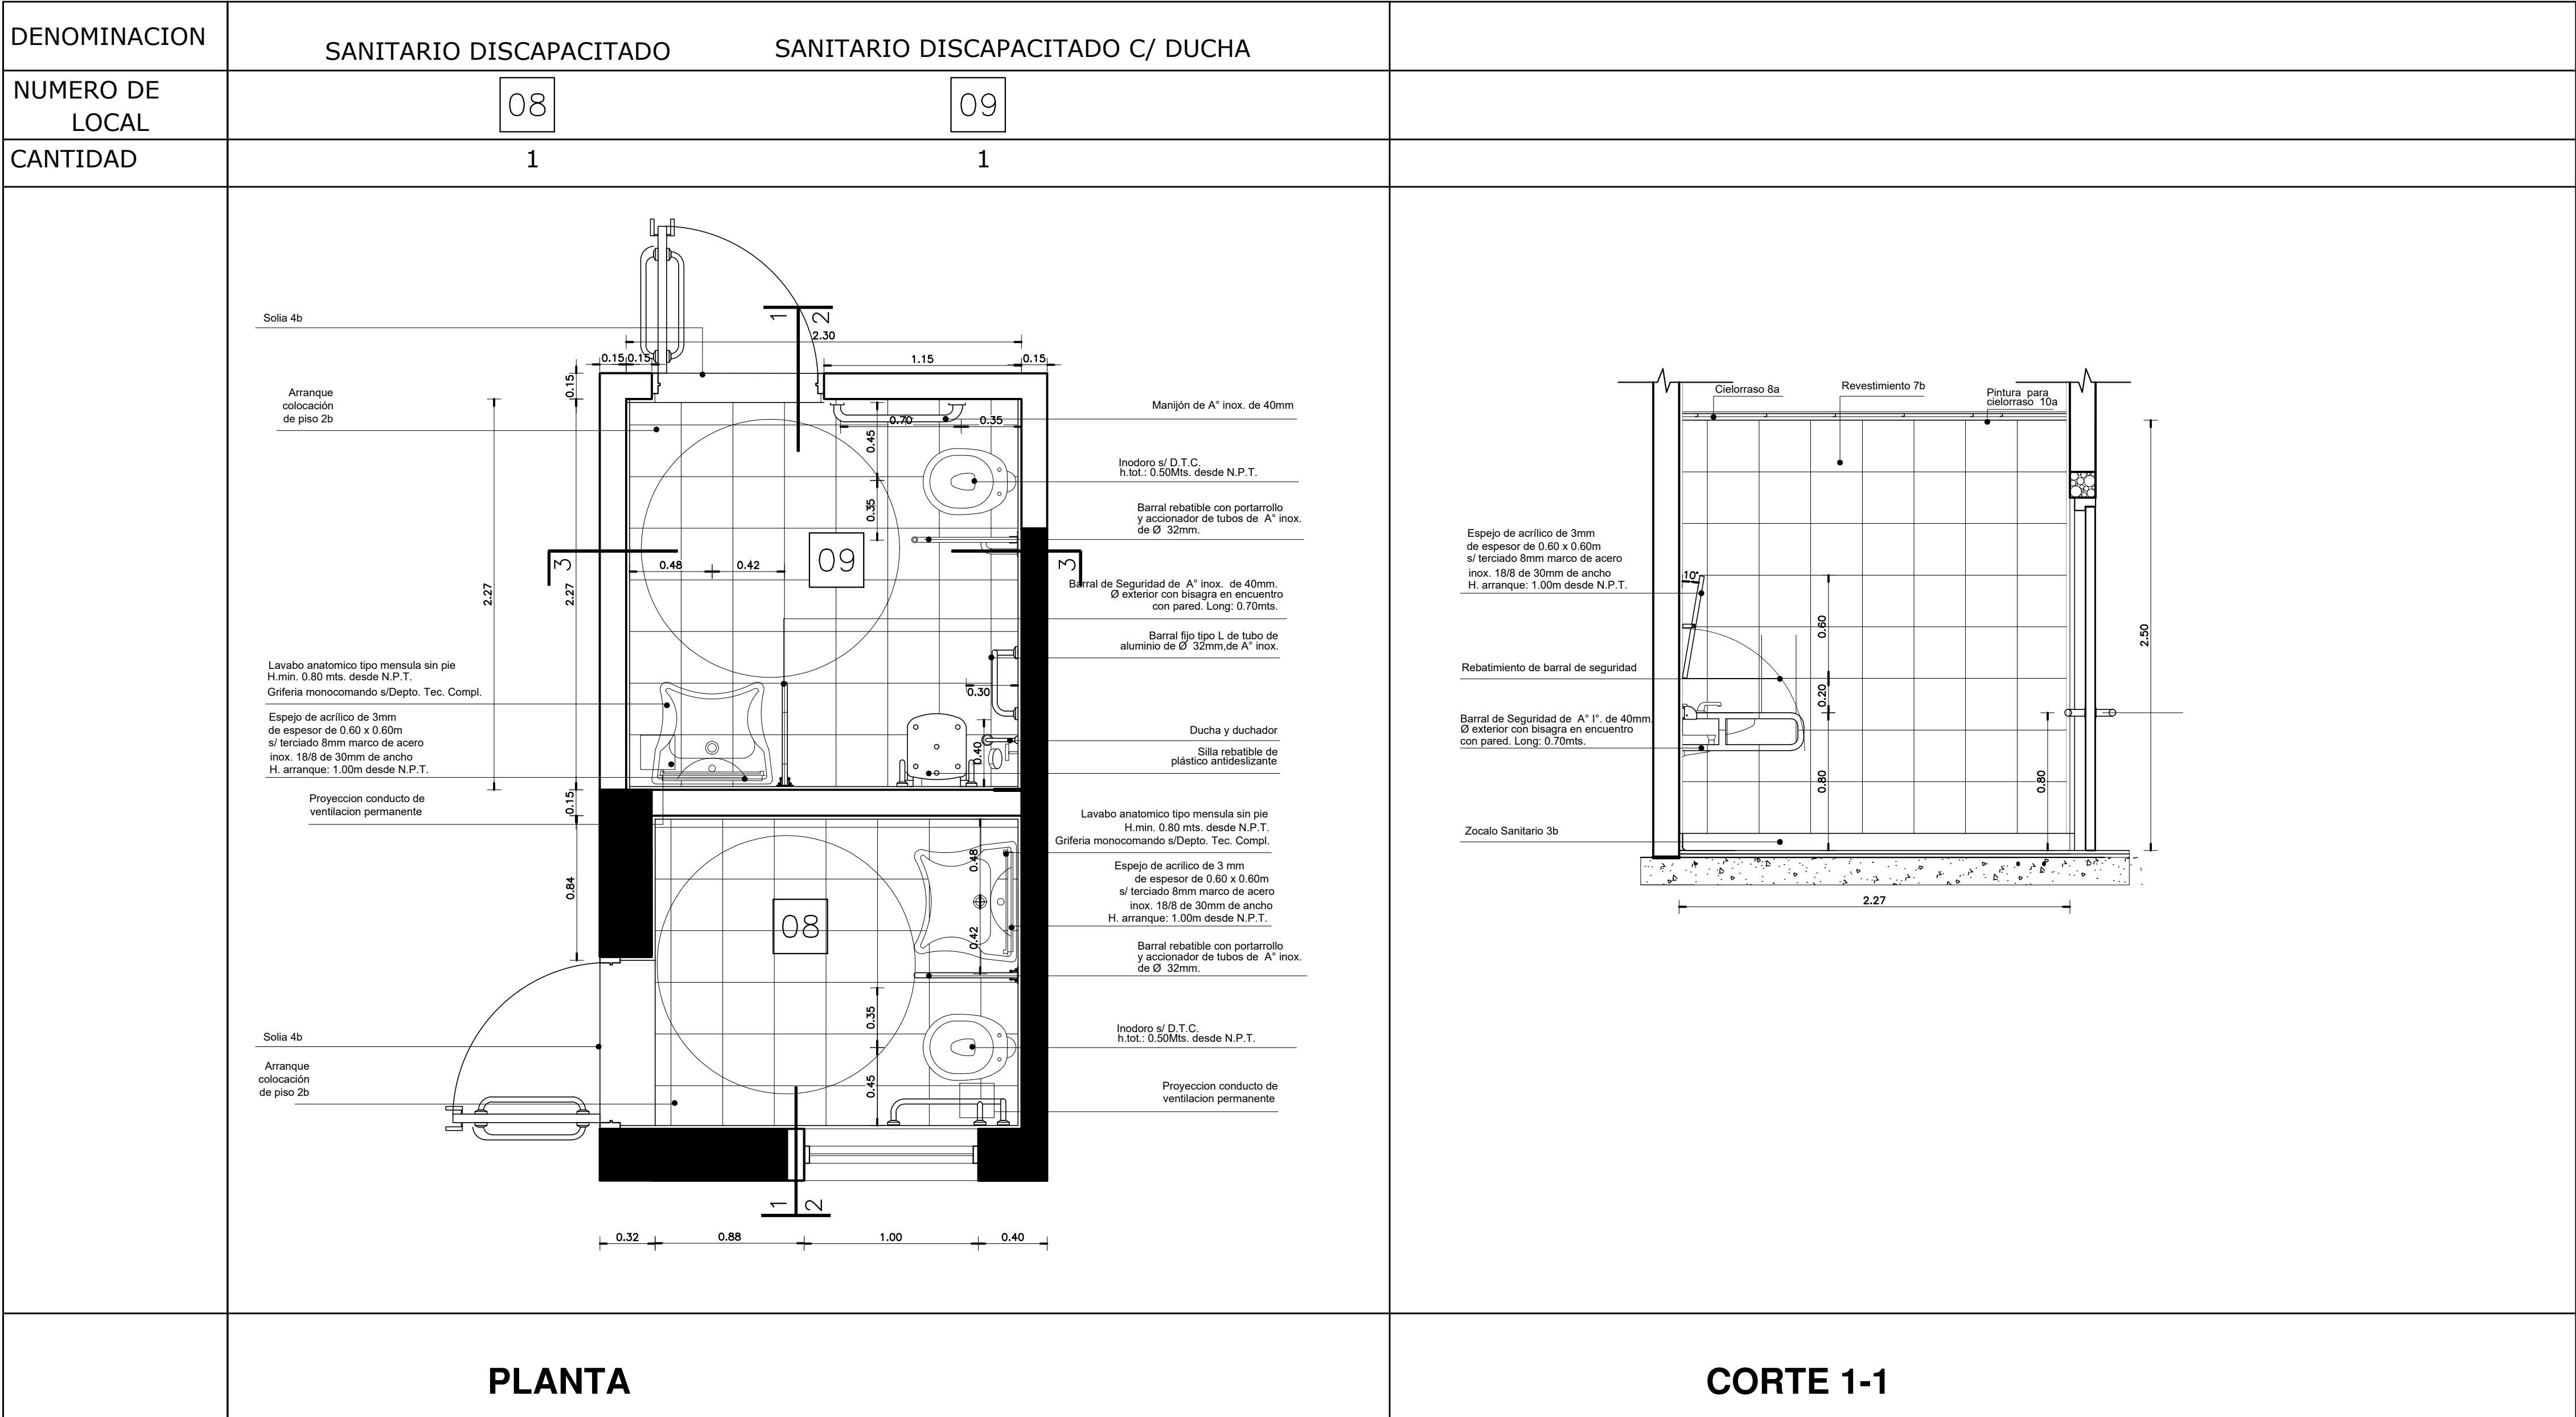 DENOMINACION
SANITARIO DISCAPACITADO
SANITARIO DISCAPACITADO C/ DUCHA
NUMERO DE
LOCAL
08
09
CANTIDAD
1
1
Solia 4b
Arranque
colocación
de piso 2b
Lavabo anatomico tipo mensula sin pie
H.min. 0.80 mts. desde N.P.T.
Griferia monocomando s/Depto. Tec. Compl.
Espejo de acrílico de 3mm
de espesor de 0.60 x 0.60m
s/ terciado 8mm marco de acero
inox. 18/8 de 30mm de ancho
H. arranque: 1.00m desde N.P.T.
Proyeccion conducto de
ventilacion permanente
Solia 4b
Arranque
colocación
de piso 2b
1
2
2.30
0.15
0.15
1.15
0.15
0.15
2.27
2.27
0.70
0.35
0.45
0.35
09
3
3
0.48
0.42
0.30
0.40
0.15
0.84
0.48
08
0.42
0.35
0.45
1
2
0.32
0.88
1.00
0.40
Manijón de A° inox. de 40mm
Inodoro s/ D.T.C.
h.tot.: 0.50Mts. desde N.P.T.
Barral rebatible con portarrollo
y accionador de tubos de A° inox.
de Ø 32mm.
Barral de Seguridad de A° inox. de 40mm.
Ø exterior con bisagra en encuentro
con pared. Long: 0.70mts.
Barral fijo tipo L de tubo de
aluminio de Ø 32mm,de A° inox.
Ducha y duchador
Silla rebatible de
plástico antideslizante
Lavabo anatomico tipo mensula sin pie
H.min. 0.80 mts. desde N.P.T.
Griferia monocomando s/Depto. Tec. Compl.
Espejo de acrilico de 3 mm
de espesor de 0.60 x 0.60m
s/ terciado 8mm marco de acero
inox. 18/8 de 30mm de ancho
H. arranque: 1.00m desde N.P.T.
Barral rebatible con portarrollo
y accionador de tubos de A° inox.
de Ø 32mm.
Inodoro s/ D.T.C.
h.tot.: 0.50Mts. desde N.P.T.
Proyeccion conducto de
ventilacion permanente
PLANTA
Cielorraso 8a
Revestimiento 7b
Pintura para
cielorraso 10a
Espejo de acrílico de 3mm
de espesor de 0.60 x 0.60m
s/ terciado 8mm marco de acero
inox. 18/8 de 30mm de ancho
H. arranque: 1.00m desde N.P.T.
Rebatimiento de barral de seguridad
Barral de Seguridad de A° I°. de 40mm.
Ø exterior con bisagra en encuentro
con pared. Long: 0.70mts.
Zocalo Sanitario 3b
10°
0.60
0.20
0.80
0.80
2.50
2.27
CORTE 1-1